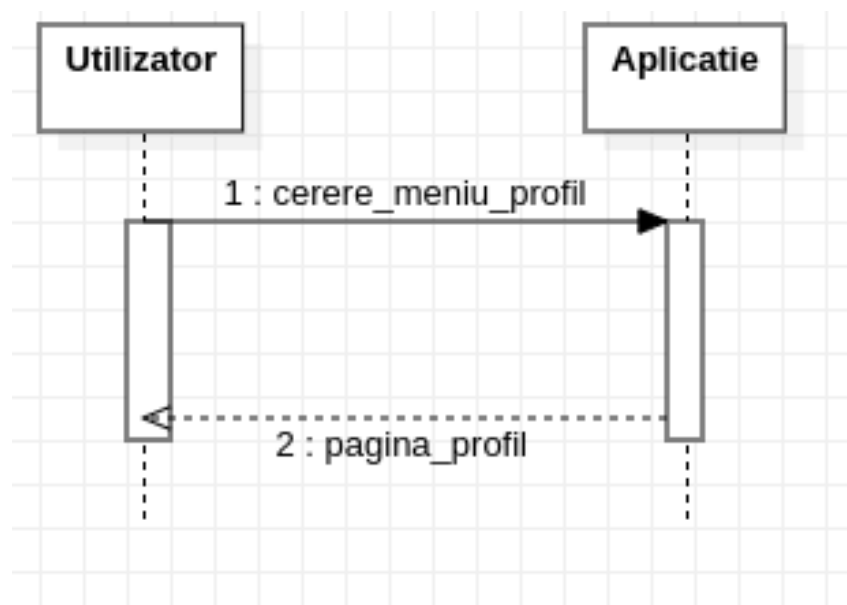 Utilizator
Aplicatie
1 : cerere_meniu_profil
2 : pagina_profil